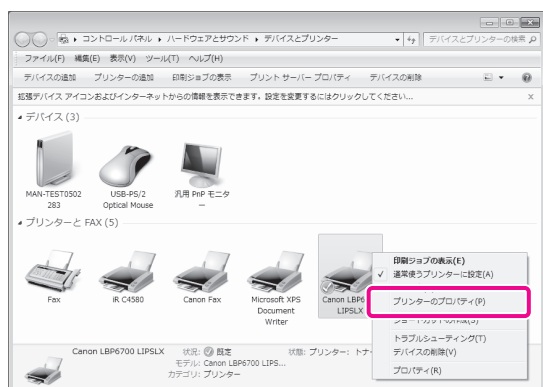 コントロール パネル ▸ ハードウェアとサウンド ▸ デバイスとプリンター
デバイスとプリンターの検索
ファイル(F) 編集(E) 表示(V) ツール(T) ヘルプ(H)
デバイスの追加 プリンターの追加 印刷ジョブの表示 プリント サーバー プロパティ デバイスの削除
拡張デバイス アイコンおよびインターネットからの情報を表示できます。設定を変更するにはクリックしてください... x
デバイス (3)
MAN-TEST0502
283
USB-PS/2
Optical Mouse
汎用 PnP モニタ
ー
プリンターと FAX (5)
Fax
iR C4580
Canon Fax
Microsoft XPS
Document
Writer
Canon LBP6
LIPSLX
印刷ジョブの表示(E)
✓ 通常使うプリンターに設定(A)
プリンターのプロパティ(P)
トラブルシューティング(T)
デバイスの削除(V)
プロパティ(R)
Canon LBP6700 LIPSLX 状況: 既定 状態: プリンター: トナ
モデル: Canon LBP6700 LIPS...
カテゴリ: プリンター